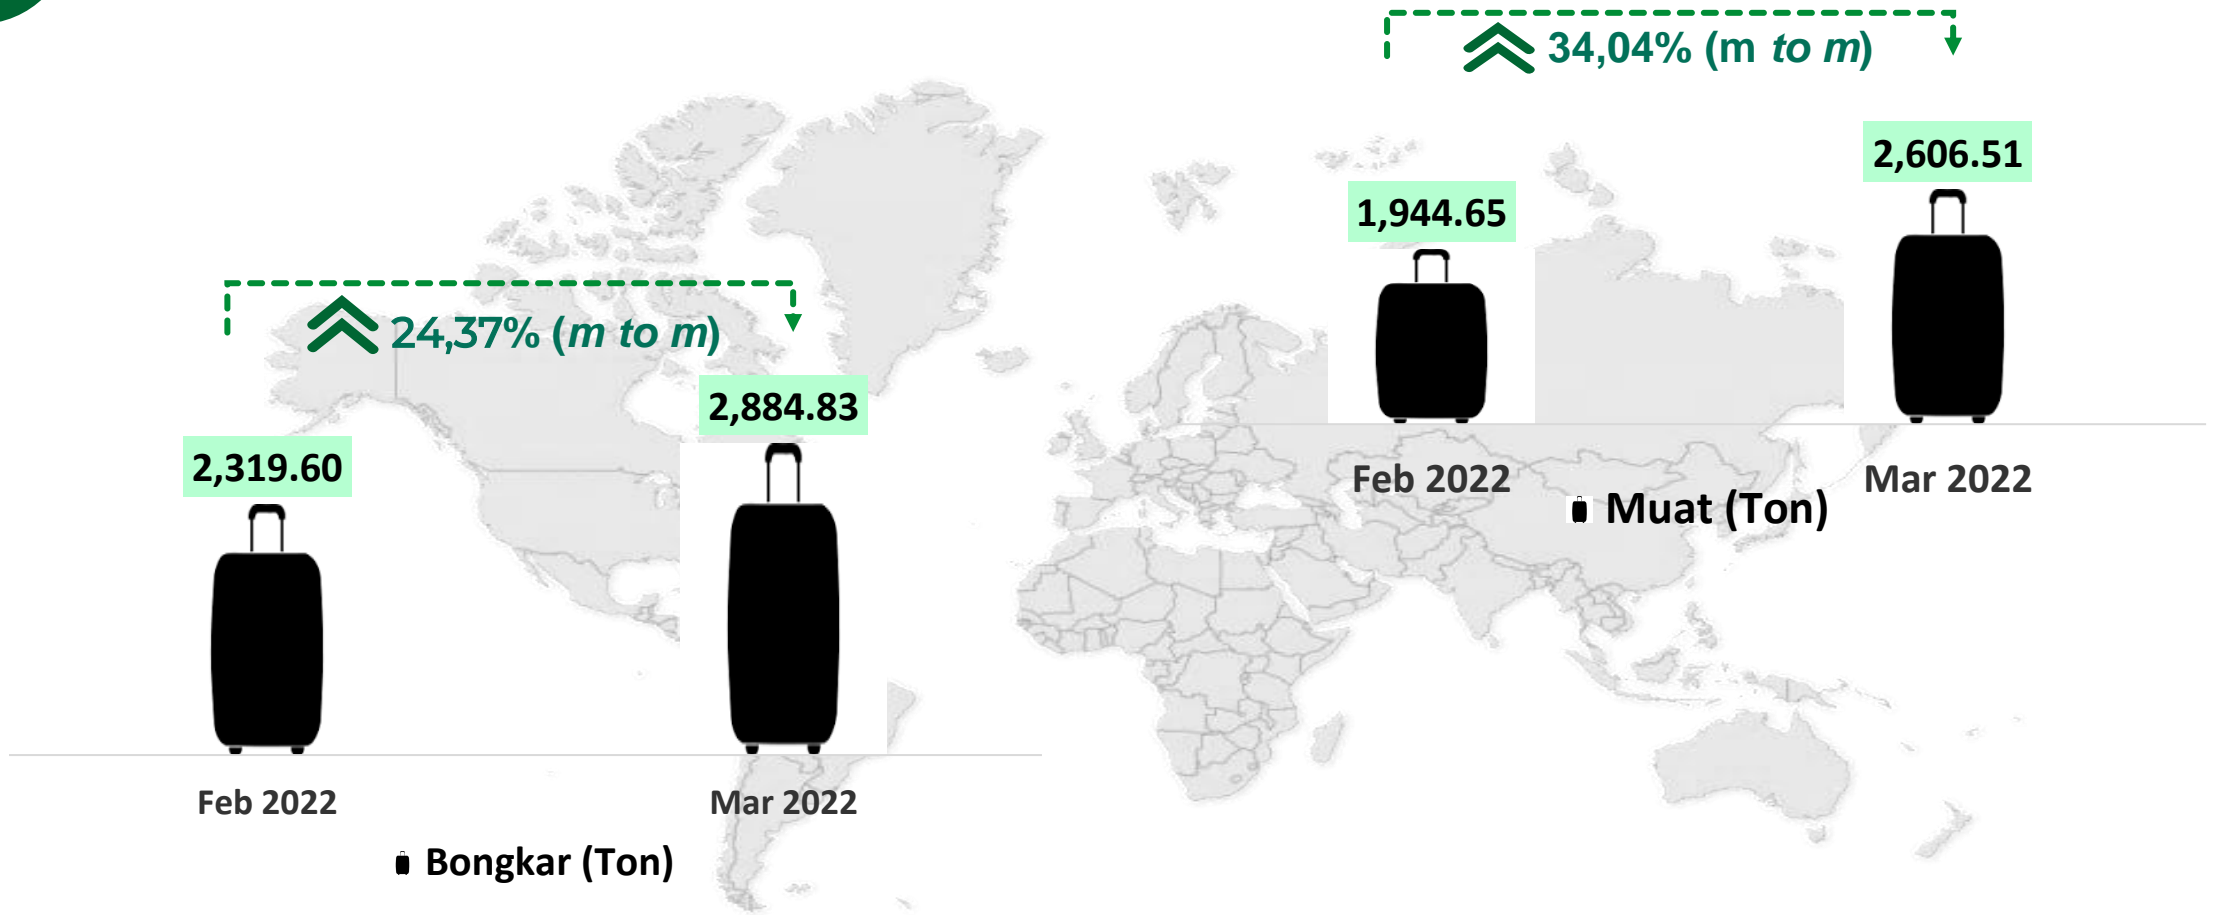 24,37% (m to m)
2,319.60
2,884.83
Feb 2022
Mar 2022
Bongkar (Ton)
34,04% (m to m)
1,944.65
2,606.51
Feb 2022
Mar 2022
Muat (Ton)